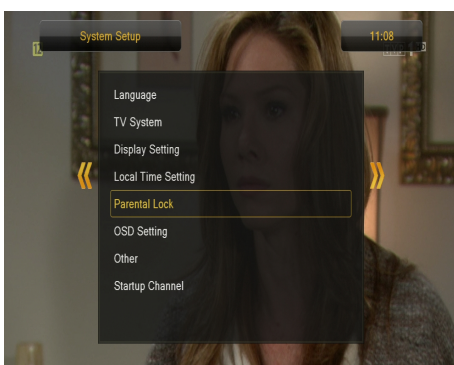 System Setup
11:08
Language
TV System
Display Setting
Local Time Setting
Parental Lock
OSD Setting
Other
Startup Channel